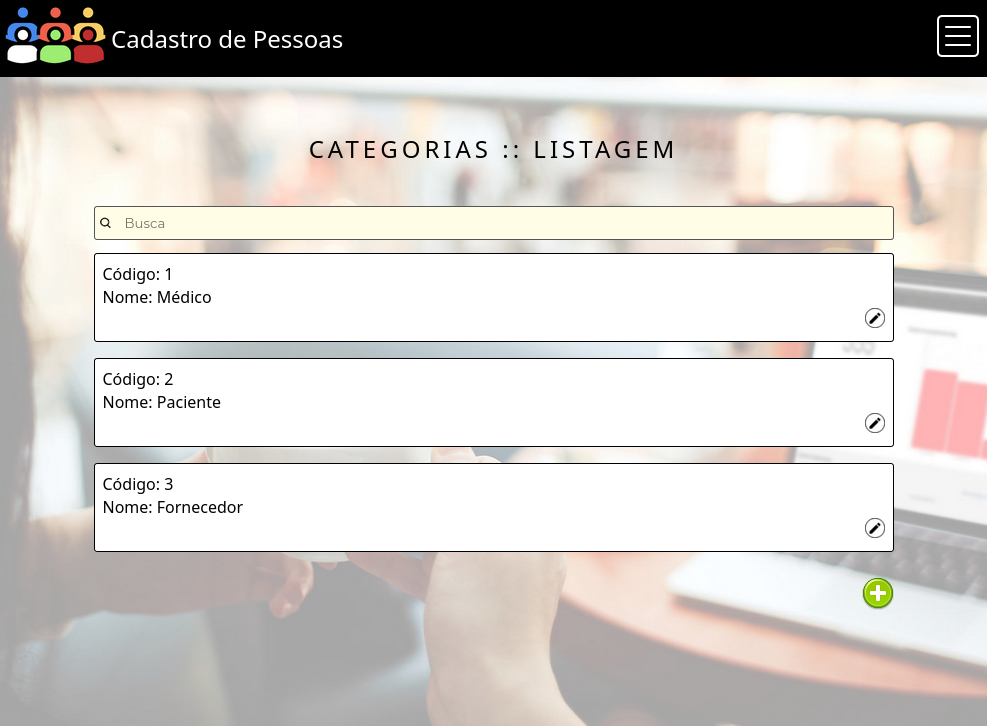 Cadastro de Pessoas
CATEGORIAS :: LISTAGEM
Busca
Código: 1
Nome: Médico
Código: 2
Nome: Paciente
Código: 3
Nome: Fornecedor